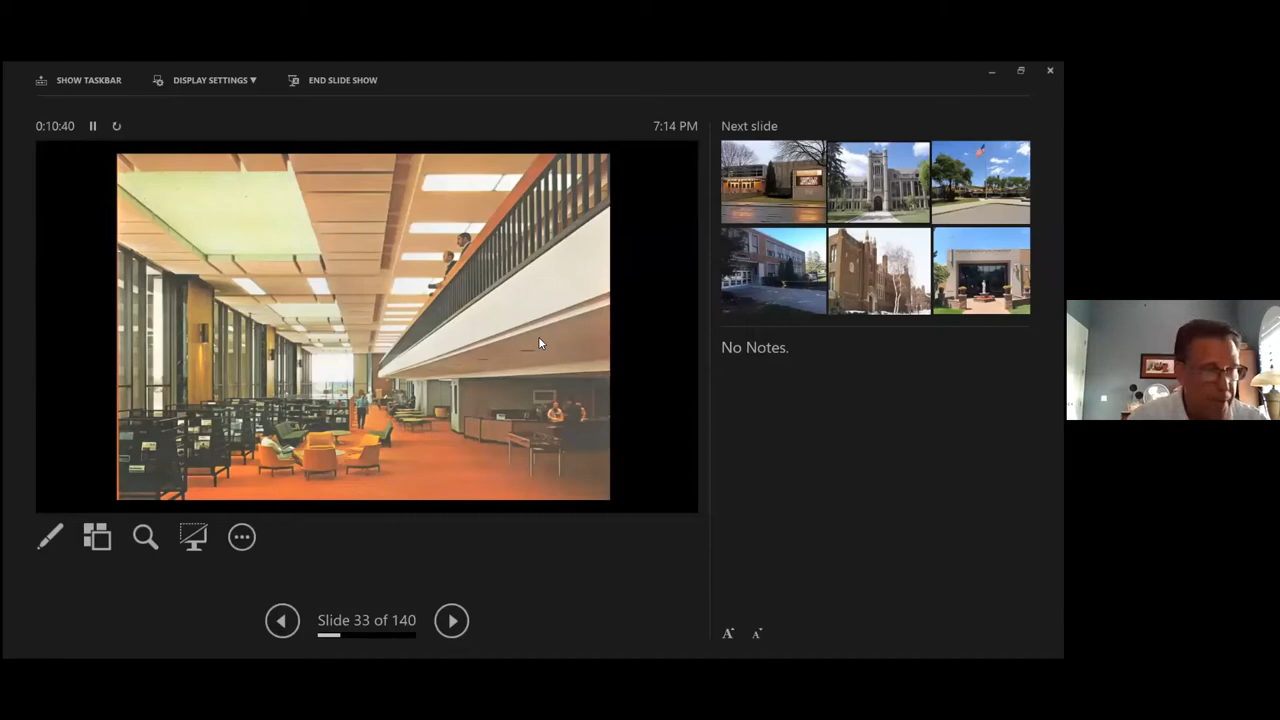 SHOW TASKBAR
DISPLAY SETTINGS ▼
END SLIDE SHOW
0:10:40
7:14 PM
Next slide
No Notes.
Slide 33 of 140
A A